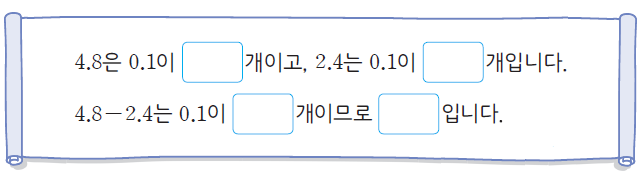 4.8은 0.1이 개이고, 2.4는 0.1이 개입니다.
4.8－2.4는 0.1이 개이므로 입니다.